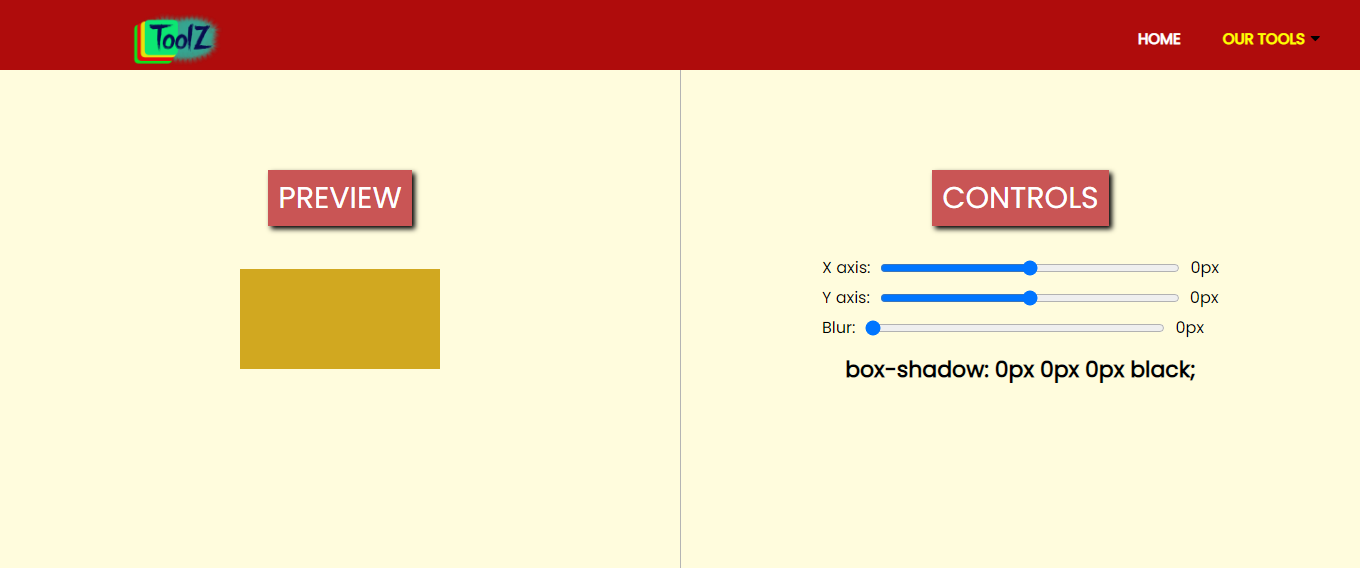 ToolZ
HOME
OUR TOOLS
PREVIEW
CONTROLS
X axis: 0px
Y axis: 0px
Blur: 0px
box-shadow: 0px 0px 0px black;